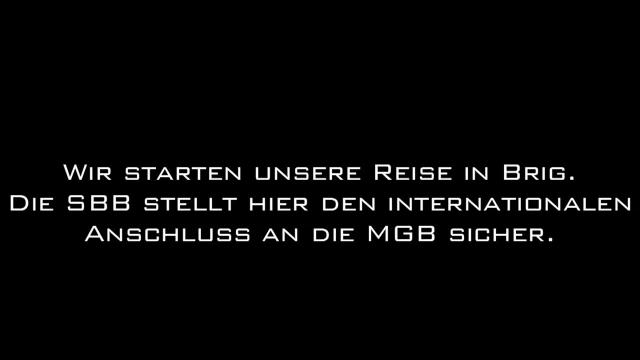 Wir starten unsere Reise in Brig.
Die SBB stellt hier den internationalen
Anschluss an die MGB sicher.